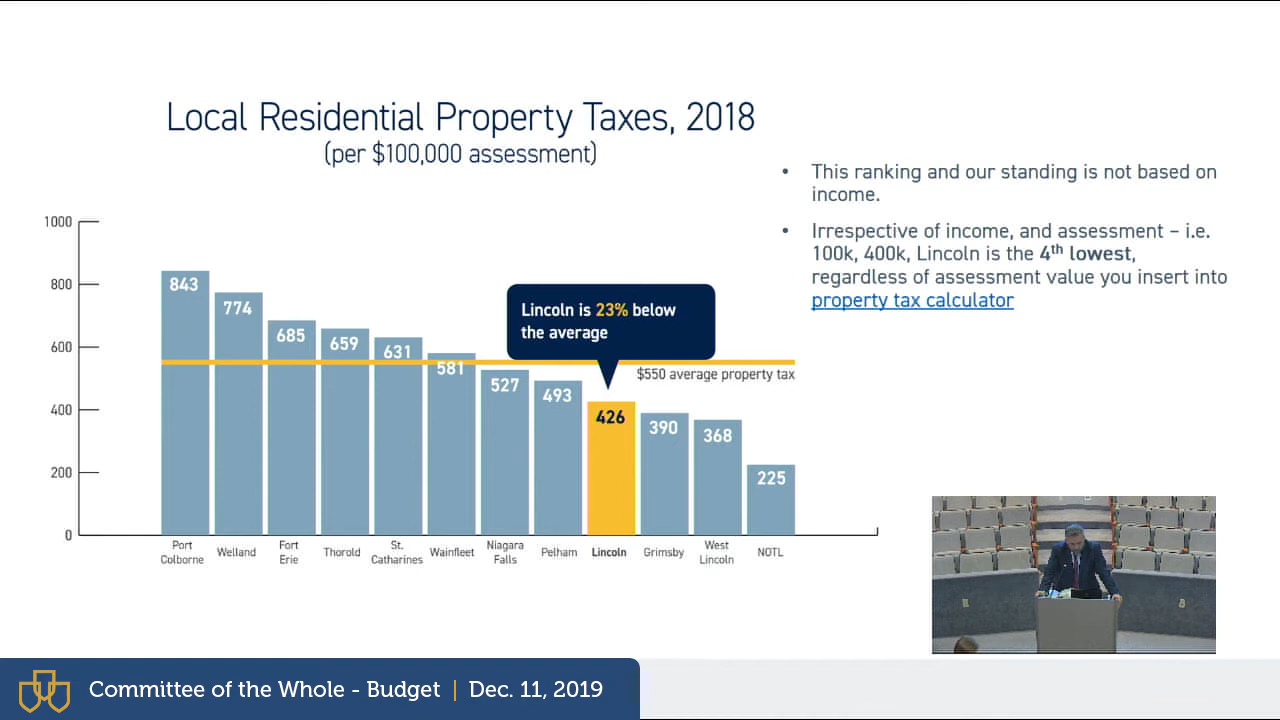 Local Residential Property Taxes, 2018
(per $100,000 assessment)
• This ranking and our standing is not based on
income.
• Irrespective of income, and assessment – i.e.
100k, 400k, Lincoln is the 4th lowest,
regardless of assessment value you insert into
property tax calculator
1000
800
600
400
200
0
843
774
685
659
631
581
527
493
426
390
368
225
Lincoln is 23% below
the average
$550 average property tax
Port
Colborne
Welland
Fort
Erie
Thorold
St.
Catharines
Wainfleet
Niagara
Falls
Pelham
Lincoln
Grimsby
West
Lincoln
NOTL
Committee of the Whole - Budget | Dec. 11, 2019